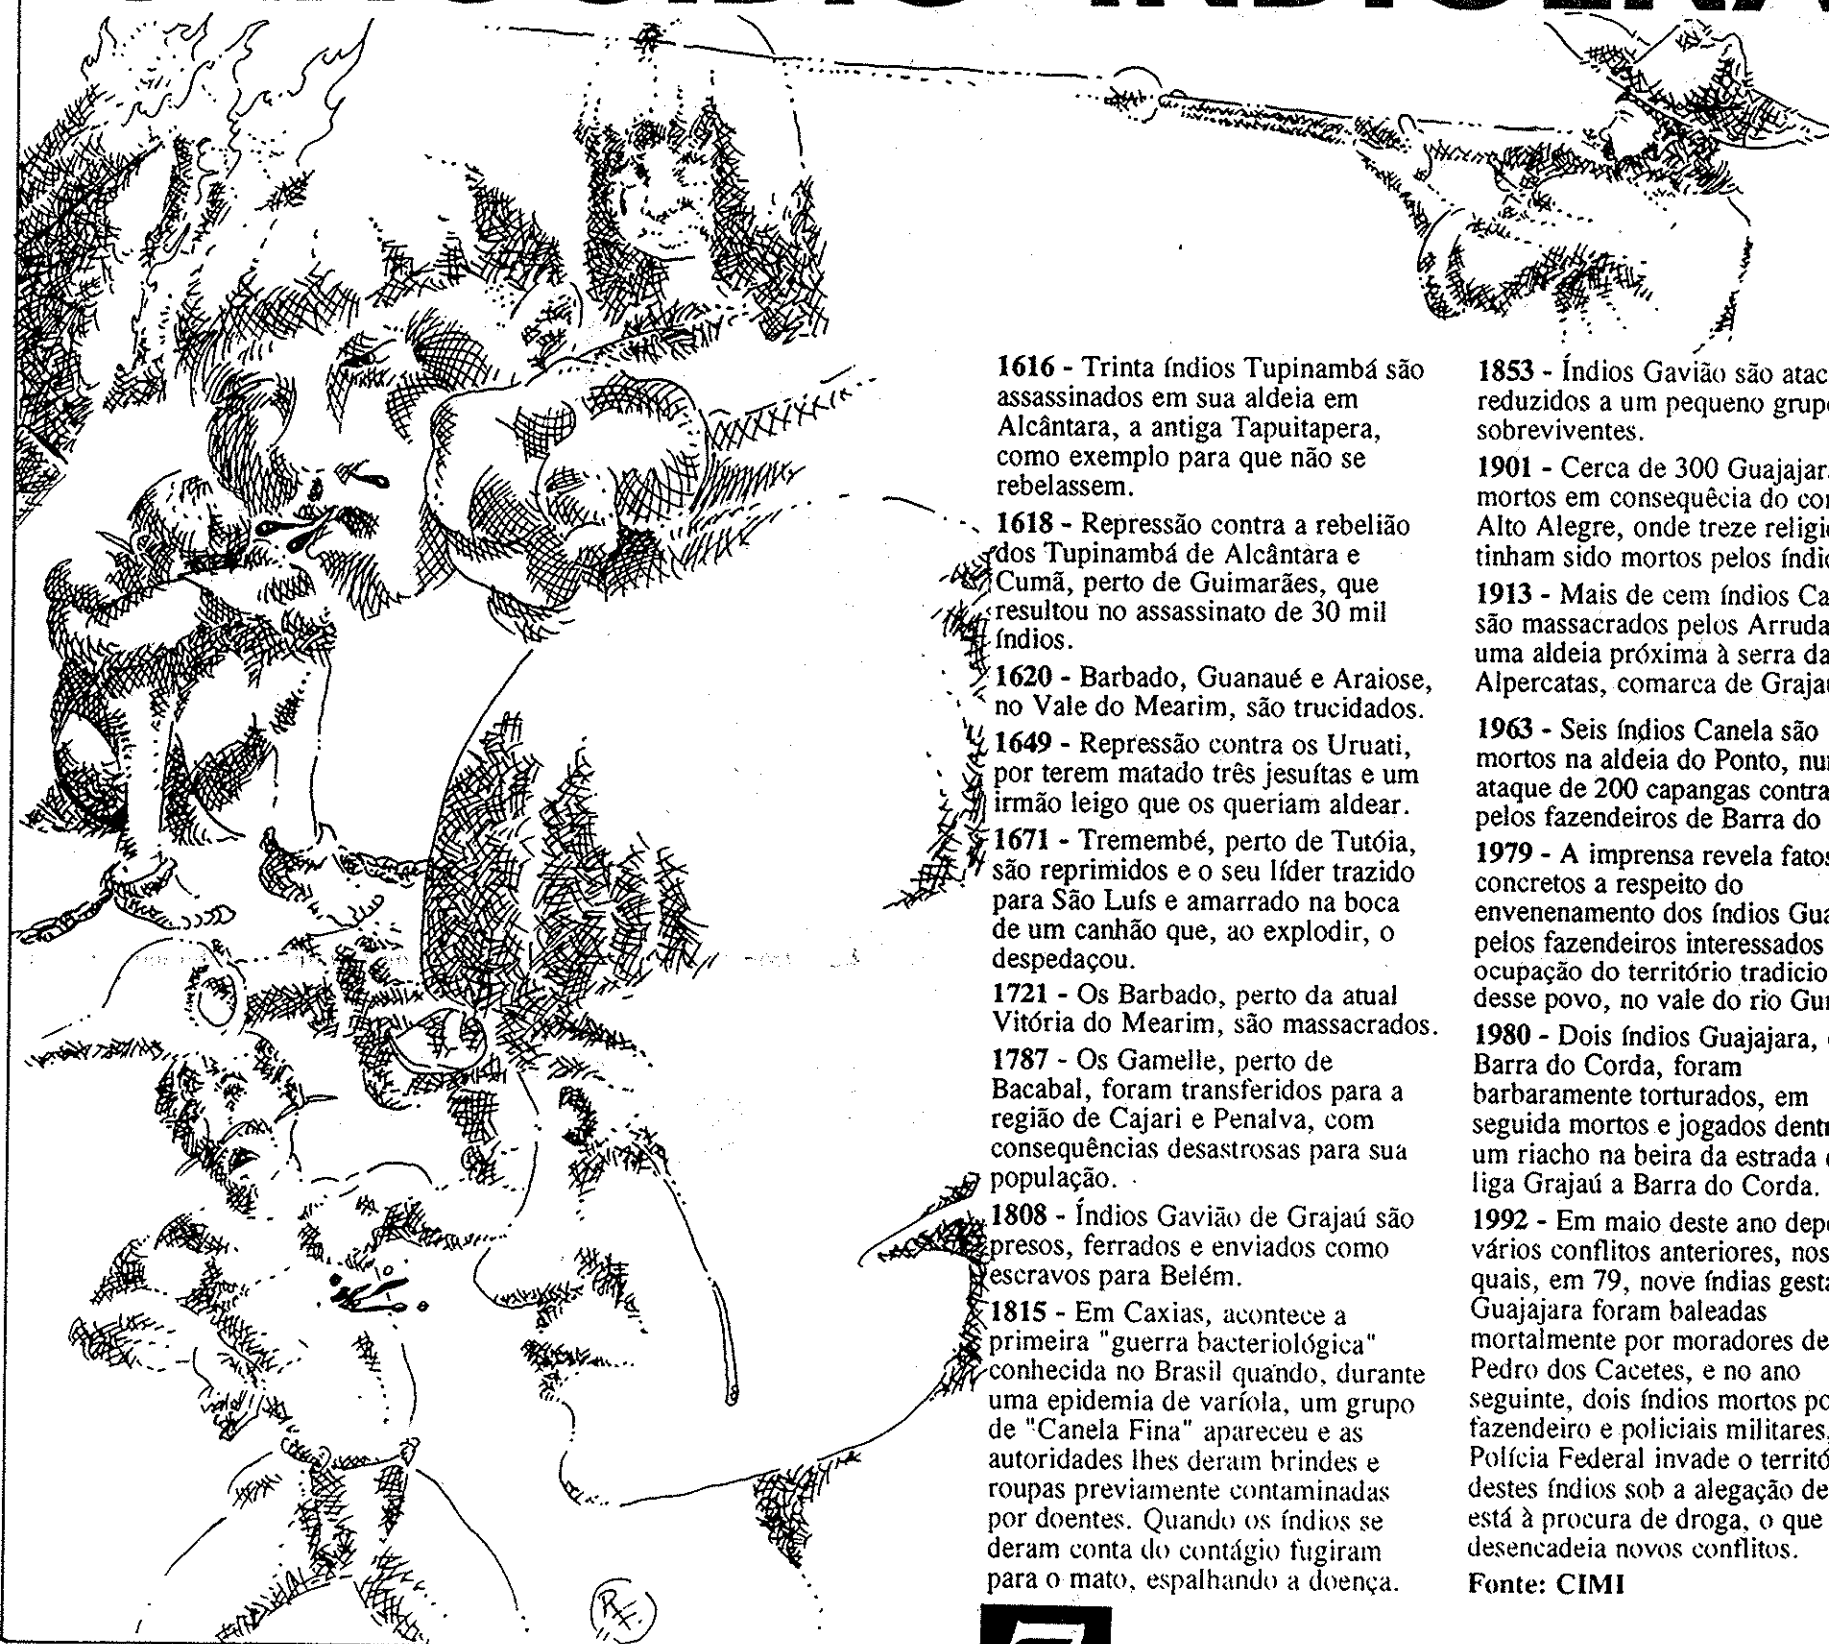 INDÍGENA
1616 - Trinta índios Tupinambá são
assassinados em sua aldeia em
Alcântara, a antiga Tapuitapera,
como exemplo para que não se
rebelassem.
1618 - Repressão contra a rebelião
dos Tupinambá de Alcântara e
Cumã, perto de Guimarães, que
resultou no assassinato de 30 mil
índios.
1620 - Barbado, Guanaué e Araiose,
no Vale do Mearim, são trucidados.
1649 - Repressão contra os Uruati,
por terem matado três jesuítas e um
irmão leigo que os queriam aldear.
1671 - Tremembé, perto de Tutóia,
são reprimidos e o seu líder trazido
para São Luís e amarrado na boca
de um canhão que, ao explodir, o
despedaçou.
1721 - Os Barbado, perto da atual
Vitória do Mearim, são massacrados.
1787 - Os Gamelle, perto de
Bacabal, foram transferidos para a
região de Cajari e Penalva, com
consequências desastrosas para sua
população.
1808 - Índios Gavião de Grajaú são
presos, ferrados e enviados como
escravos para Belém.
1815 - Em Caxias, acontece a
primeira "guerra bacteriológica"
conhecida no Brasil quando, durante
uma epidemia de varíola, um grupo
de "Canela Fina" apareceu e as
autoridades lhes deram brindes e
roupas previamente contaminadas
por doentes. Quando os índios se
deram conta do contágio fugiram
para o mato, espalhando a doença.
1853 - Índios Gavião são atac
reduzidos a um pequeno grup
sobreviventes.
1901 - Cerca de 300 Guajajar
mortos em consequêcia do co
Alto Alegre, onde treze religi
tinham sido mortos pelos índi
1913 - Mais de cem índios Ca
são massacrados pelos Arruda
uma aldeia próxima à serra da
Alpercatas, comarca de Graja
1963 - Seis índios Canela são
mortos na aldeia do Ponto, nu
ataque de 200 capangas contra
pelos fazendeiros de Barra do
1979 - A imprensa revela fatos
concretos a respeito do
envenenamento dos índios Gua
pelos fazendeiros interessados
ocupação do território tradicio
desse povo, no vale do rio Gu
1980 - Dois índios Guajajara,
Barra do Corda, foram
barbaramente torturados, em
seguida mortos e jogados dentr
um riacho na beira da estrada
liga Grajaú a Barra do Corda.
1992 - Em maio deste ano dep
vários conflitos anteriores, nos
quais, em 79, nove índias gesta
Guajajara foram baleadas
mortalmente por moradores de
Pedro dos Cacetes, e no ano
seguinte, dois índios mortos po
fazendeiro e policiais militares,
Polícia Federal invade o territó
destes índios sob a alegação de
está à procura de droga, o que
desencadeia novos conflitos.
Fonte: CIMI